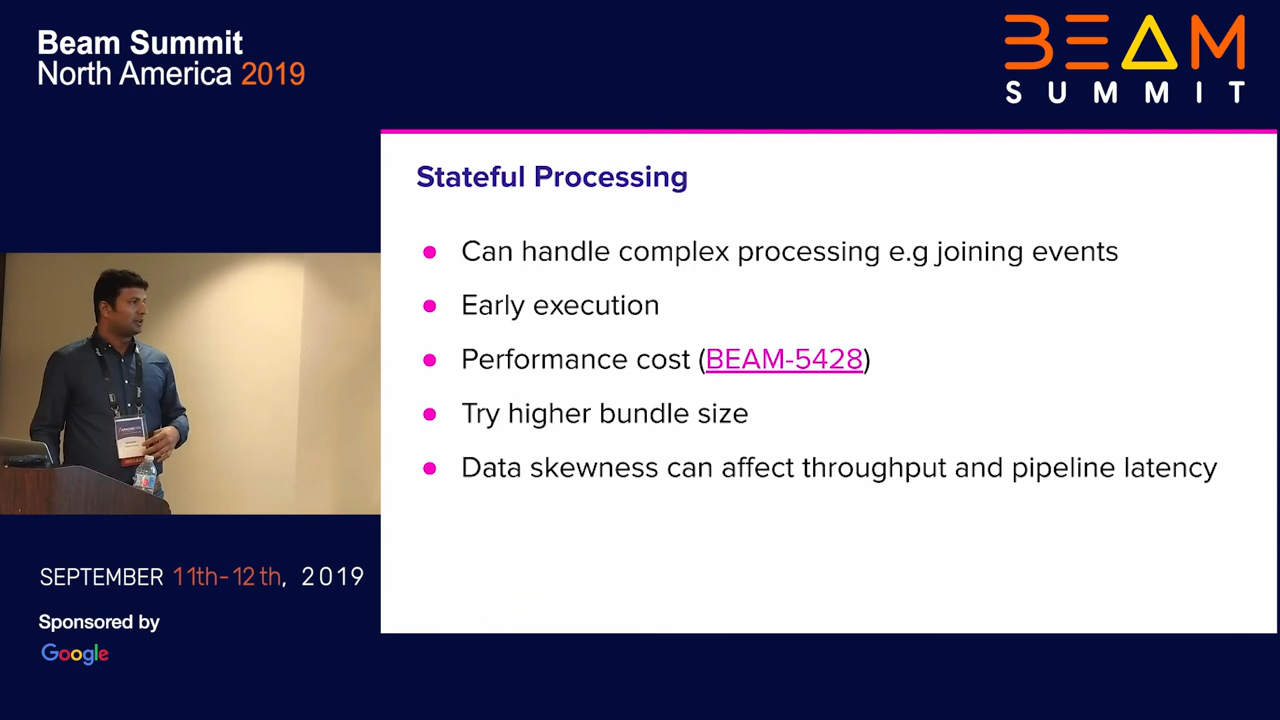 Beam Summit
North America 2019
BEAM
SUMMIT
Stateful Processing
● Can handle complex processing e.g joining events
● Early execution
● Performance cost (BEAM-5428)
● Try higher bundle size
● Data skewness can affect throughput and pipeline latency
SEPTEMBER 11th-12th, 2019
Sponsored by
Google